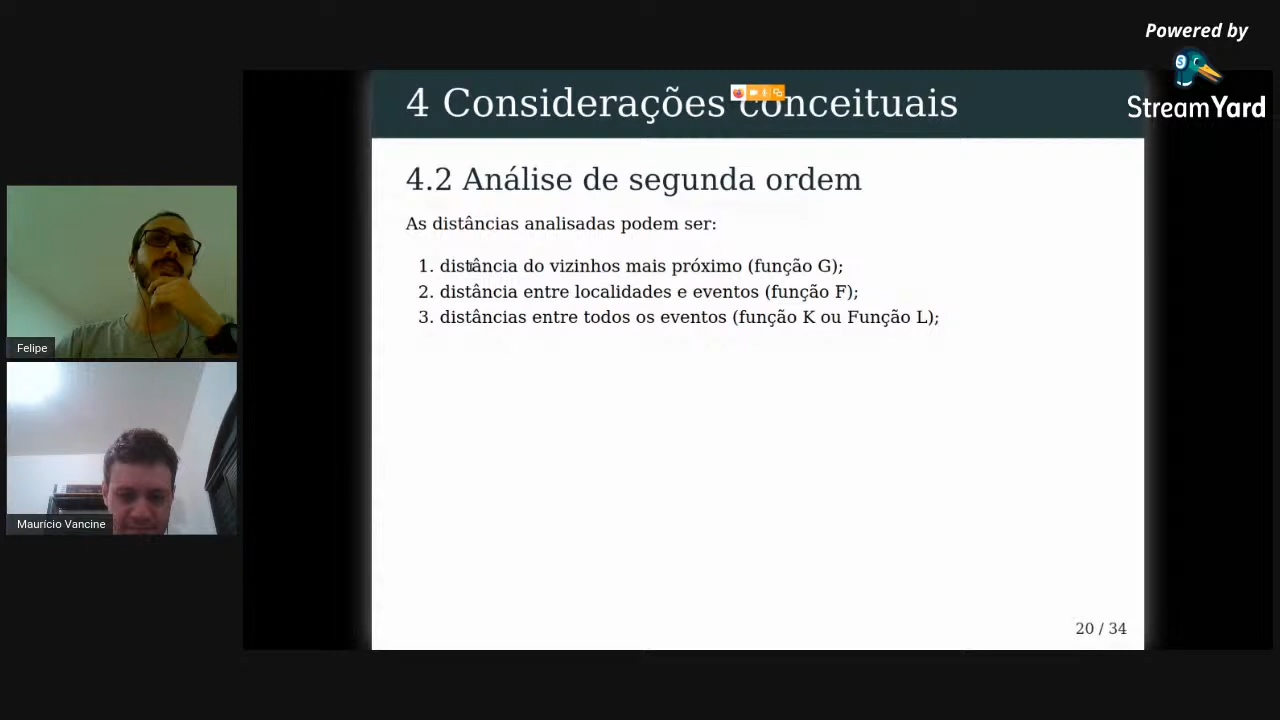 Powered by
StreamYard
4 Considerações conceituais
4.2 Análise de segunda ordem
As distâncias analisadas podem ser:
1. distância do vizinhos mais próximo (função G);
2. distância entre localidades e eventos (função F);
3. distâncias entre todos os eventos (função K ou Função L);
Felipe
Maurício Vancine
20 / 34